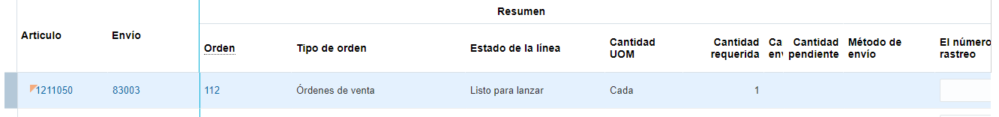 Resumen
Articulo Envío
Orden Tipo de orden Estado de la línea Cantidad UOM Cantidad requerida Ca en Cantidad pendiente Método de envío El número rastreo
1211050 83003 112 Órdenes de venta Listo para lanzar Cada 1